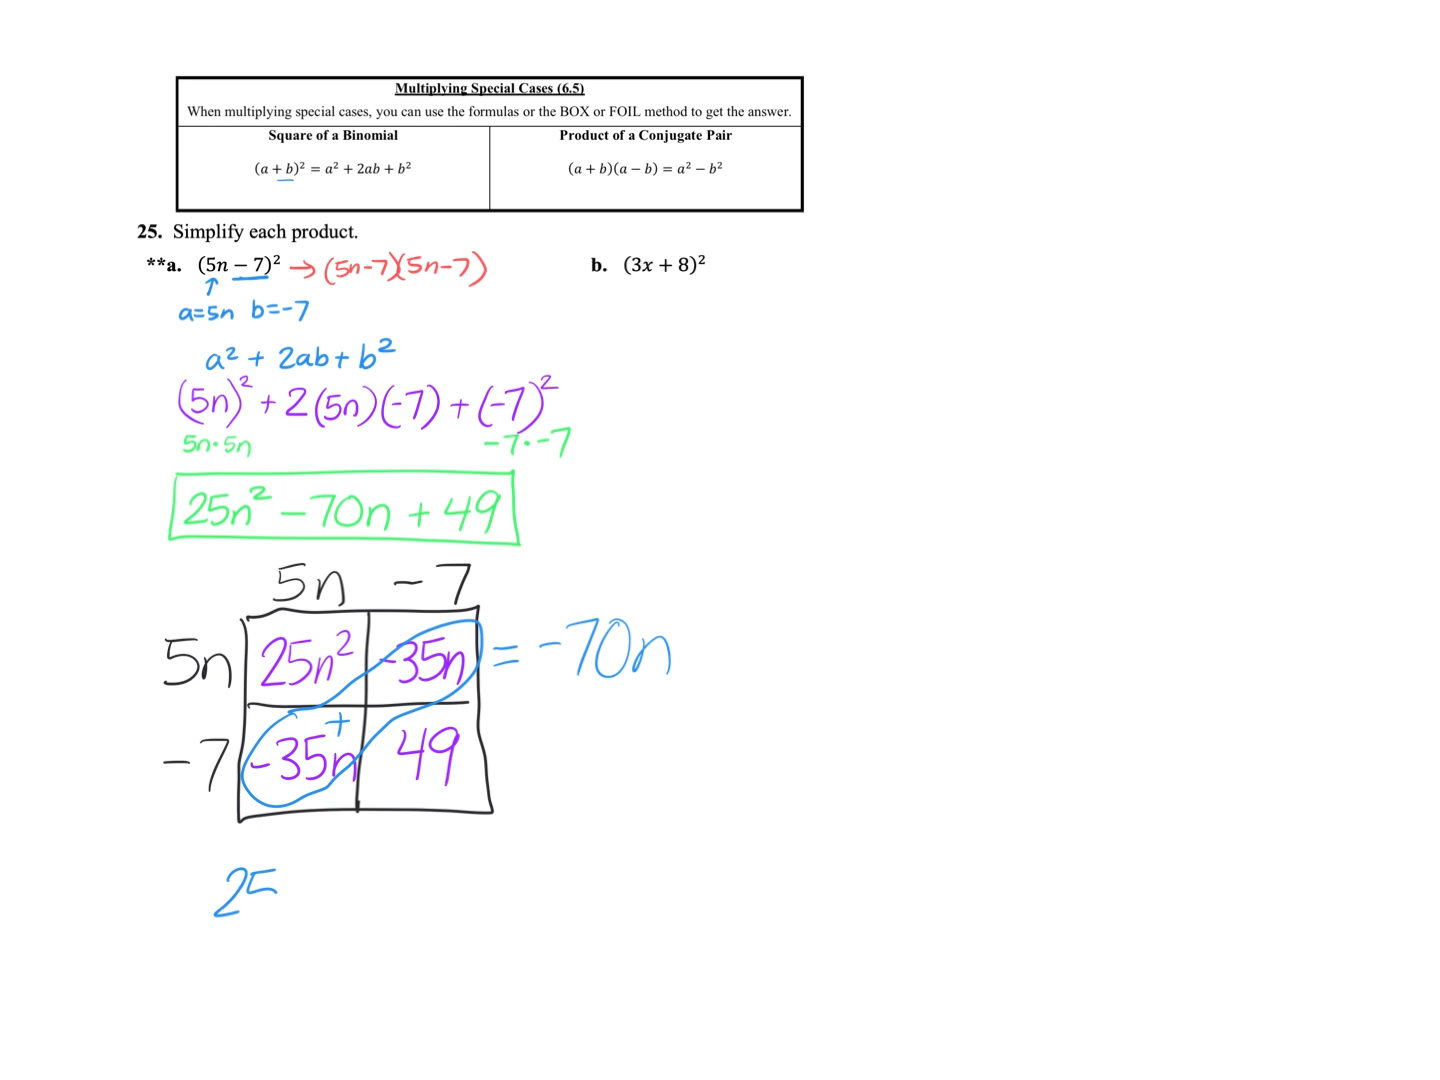 Multiplying Special Cases (6.5)
When multiplying special cases, you can use the formulas or the BOX or FOIL method to get the answer.
Square of a Binomial
(a + b)² = a² + 2ab + b²
Product of a Conjugate Pair
(a + b)(a − b) = a² − b²
25. Simplify each product.
**a. (5n − 7)² → (5n-7)(5n-7)
b. (3x + 8)²
a=5n b=-7
a² + 2ab + b²
(5n)² + 2(5n)(-7) + (-7)²
5n·5n
-7·-7
25n² - 70n + 49
5n -7
5n 25n² -35n = -70n
+
-7 -35n 49
25